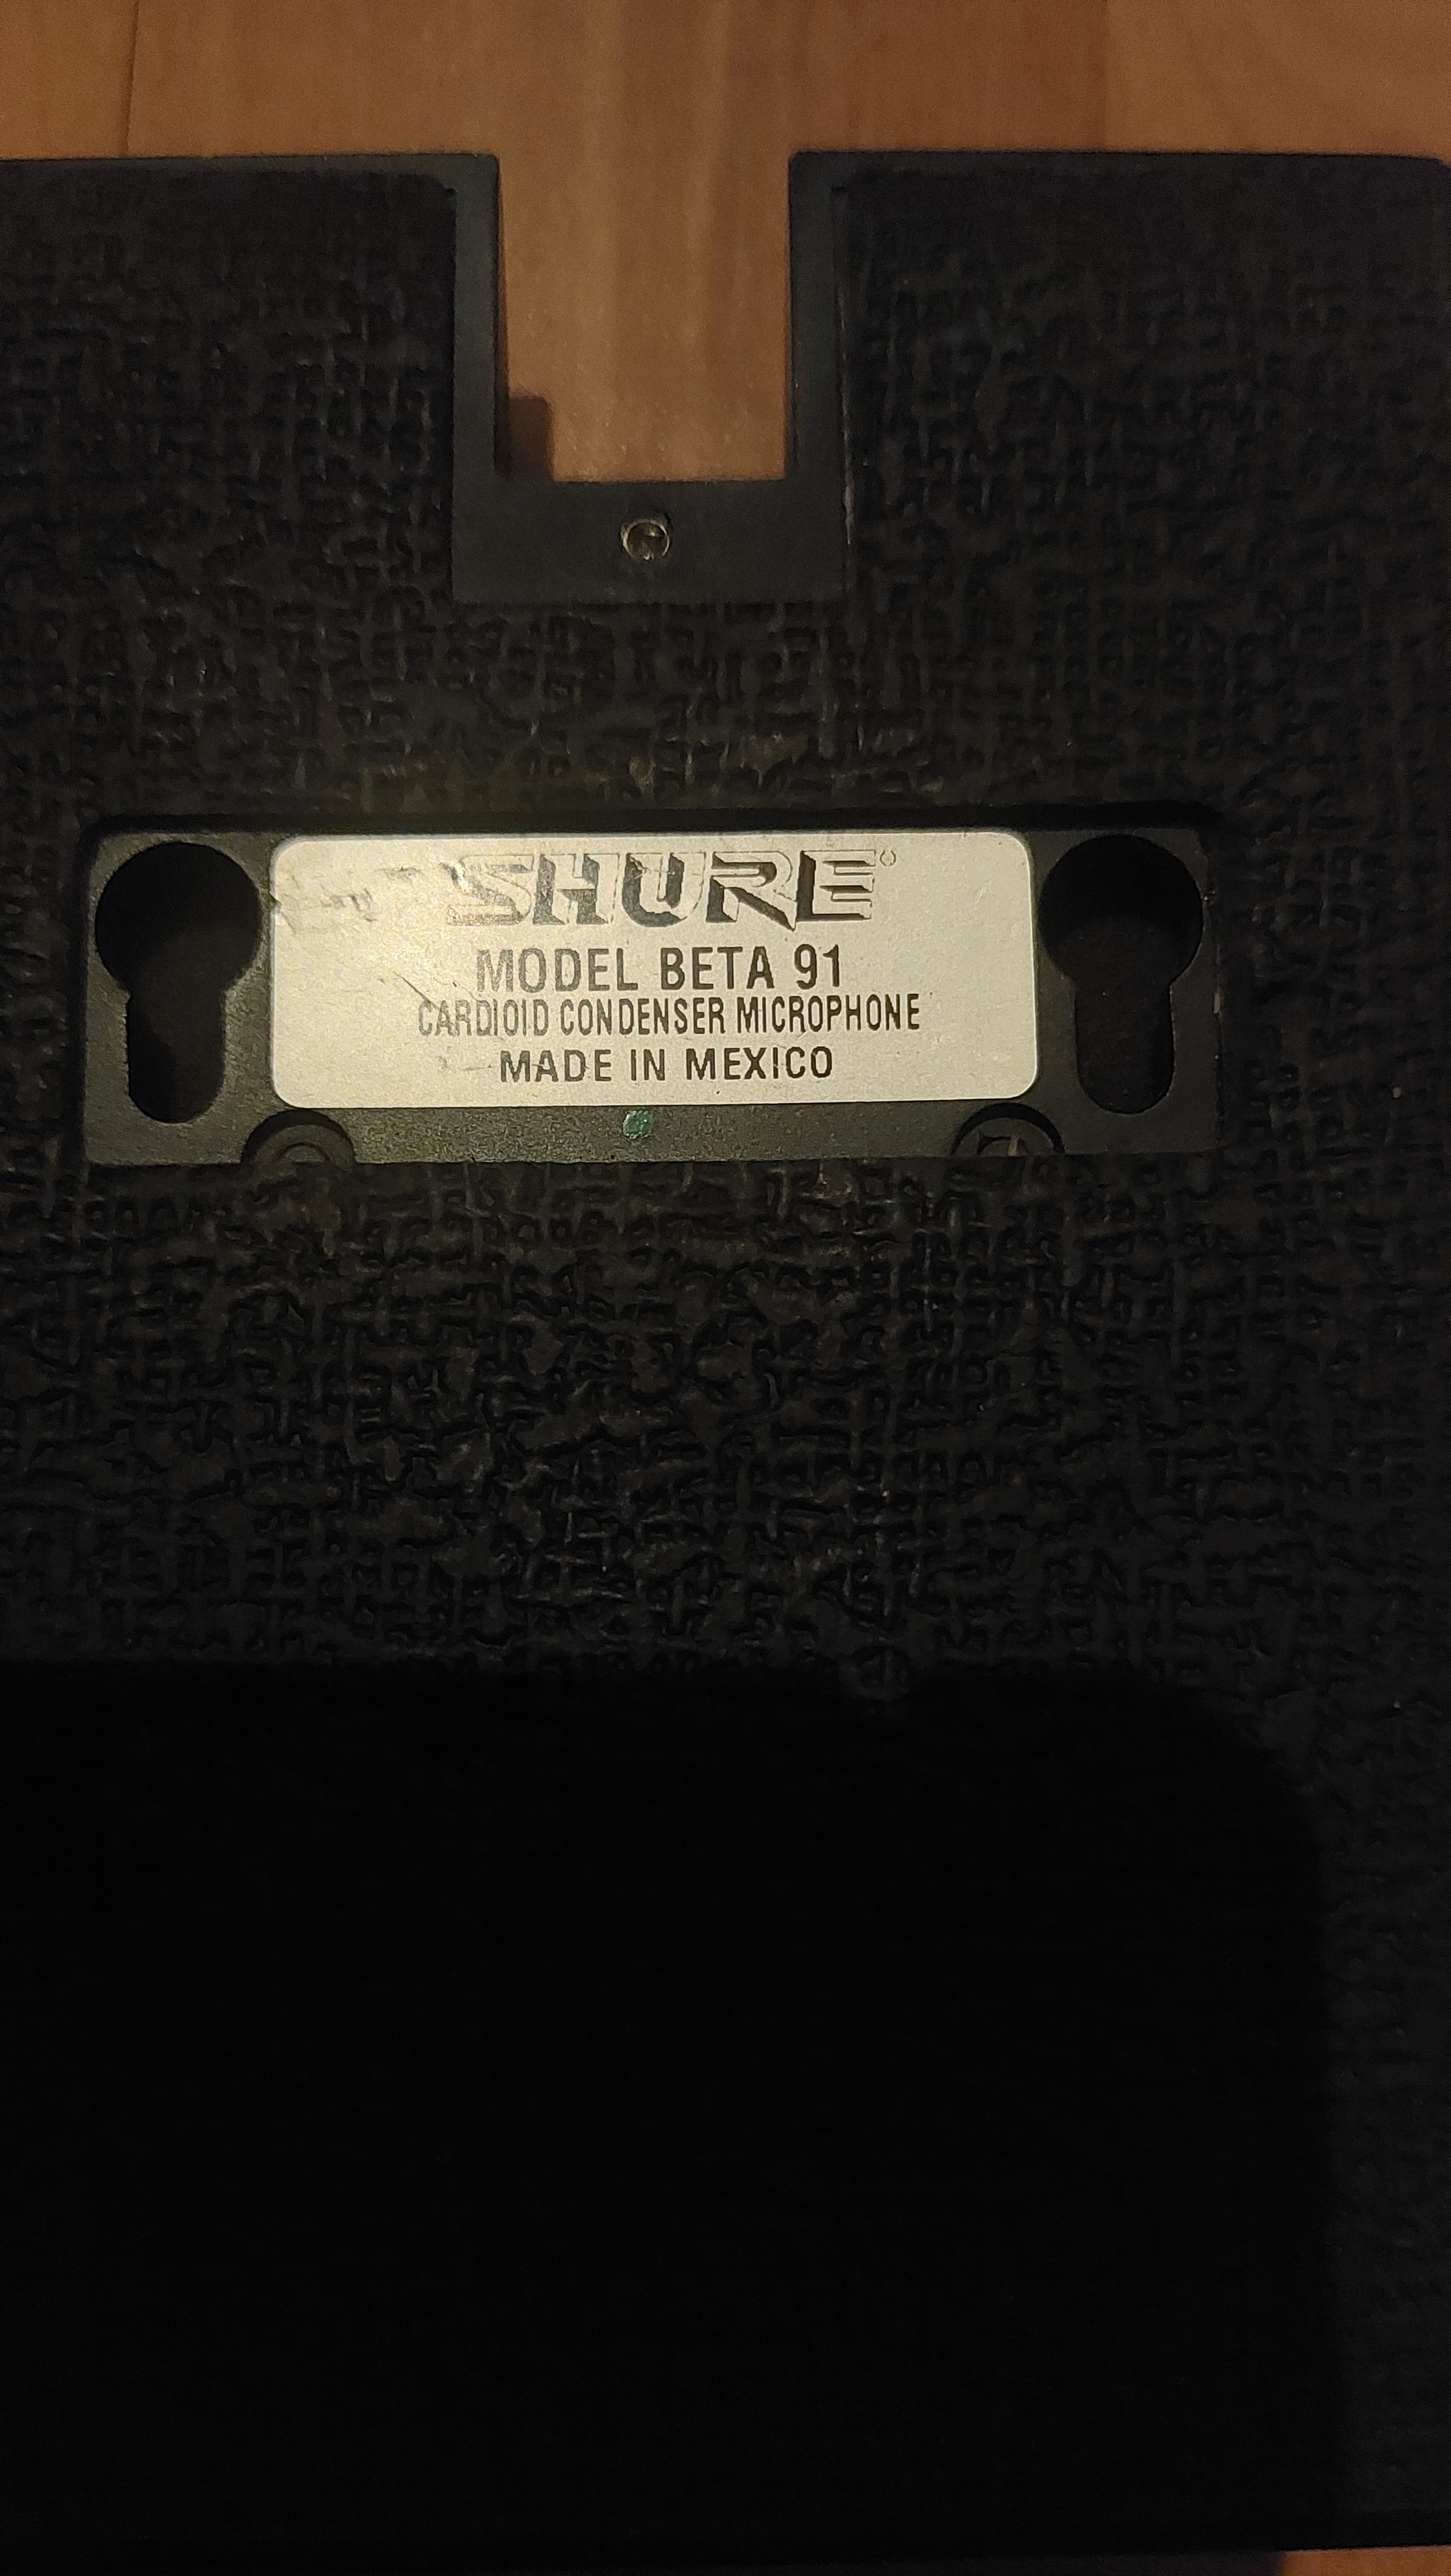 SHURE®
MODEL BETA 91
CARDIOID CONDENSER MICROPHONE
MADE IN MEXICO